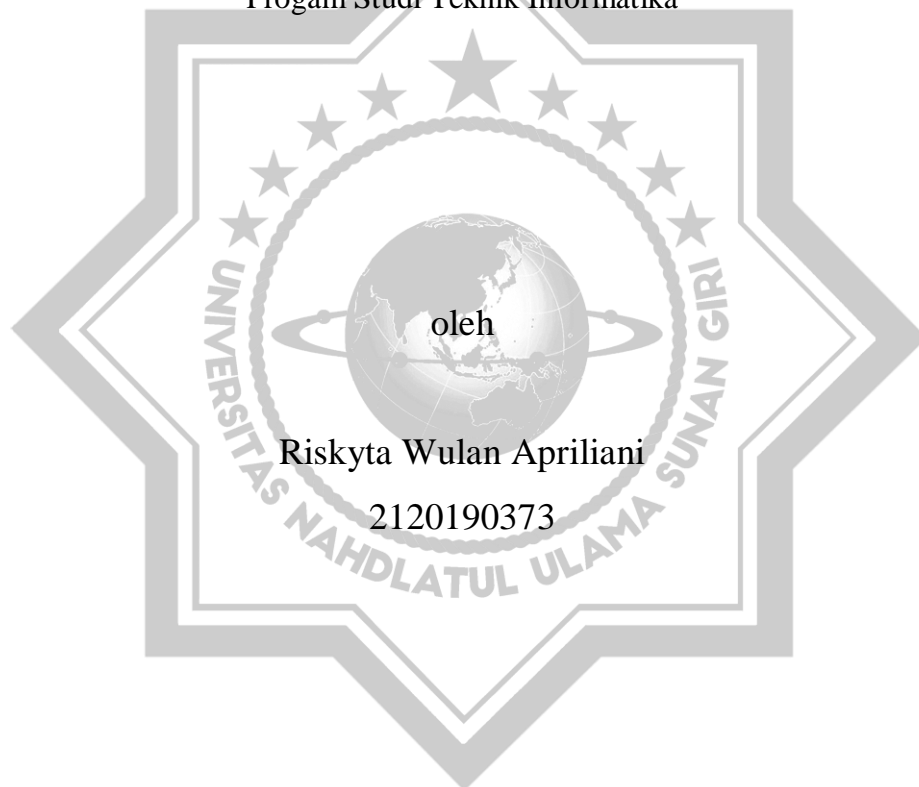 Progam Studi Teknik Informatika
oleh
Riskyta Wulan Apriliani
2120190373
UNIVERSITAS NAHDLATUL ULAMA SUNAN GIRI